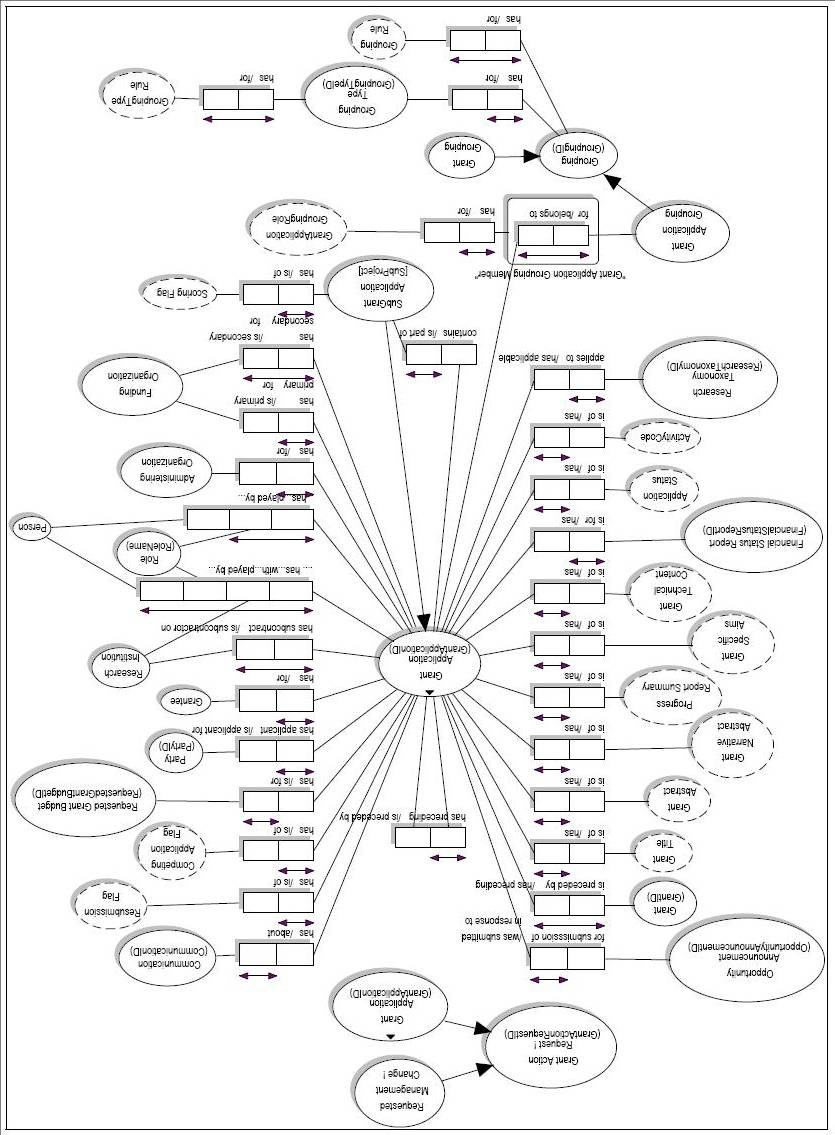 Requested
Management
Change !
Grant Action
Request !
(GrantActionRequestID)
Grant
Application
(GrantApplicationID)
Opportunity
Announcement
(OpportunityAnnouncementID)
for submisssion of /was submitted
in response to
Communication
(CommunicationID)
has /about
Grant
(GrantID)
is preceded by /has preceding
Resubmission
Flag
has /is of
Grant
Title
is of /has
Competing
Application
Flag
has /is of
has preceding /is preceded by
Grant
Abstract
is of /has
Requested Grant Budget
(RequestedGrantBudgetID)
has /is for
Grant
Narrative
Abstract
is of /has
Party
(PartyID)
has applicant /is applicant for
Progress
Report Summary
is of /has
Grantee
has /for
Grant
Specific
Aims
is of /has
Grant
Application
(GrantApplicationID)
Research
Institution
has subcontract /is subcontractor on
Grant
Technical
Content
is of /has
... has...with...played by...
Role
(RoleName)
Financial Status Report
(FinancialStatusReportID)
is for /has
Person
has played by...
Application
Status
is of /has
Administering
Organization
has /for
ActivityCode
is of /has
has /is primary
primary for
Research
Taxonomy
(ResearchTaxonomyID)
applies to /has applicable
Funding
Organization
has /is secondary
secondary for
contains /is part of
SubGrant
Application
[SubProject]
Scoring Flag
has /is of
"Grant Application Grouping Member"
Grant
Application
Grouping
for /belongs to
has /for
GrantApplication
GroupingRole
Grouping
(GroupingID)
Grant
Grouping
has /for
Grouping
Type
(GroupingTypeID)
has /for
GroupingType
Rule
has /for
Grouping
Rule